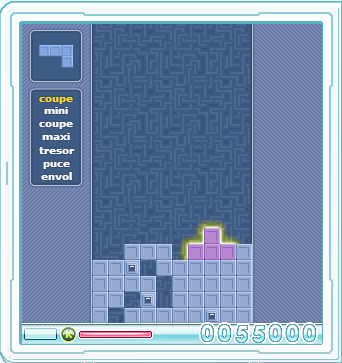 coupe
mini
coupe
maxi
tresor
puce
envol
0055000